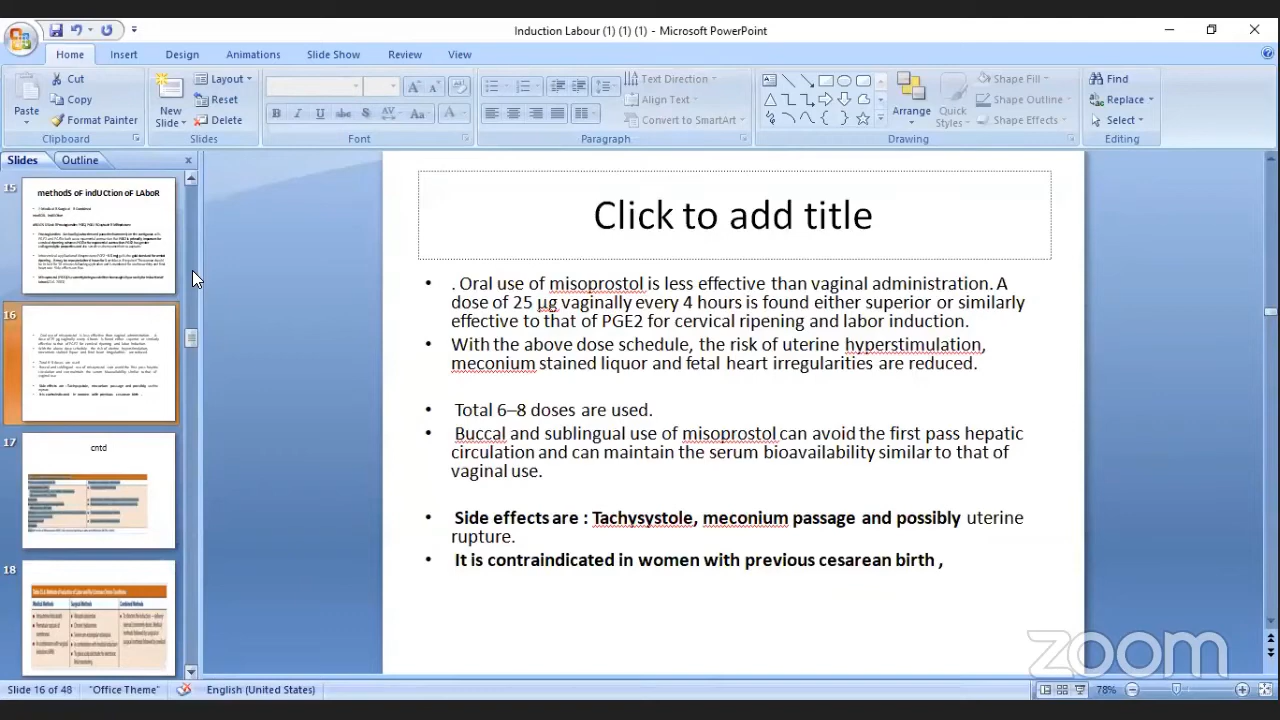 Induction Labour (1) (1) (1) - Microsoft PowerPoint
Home Insert Design Animations Slide Show Review View
Paste
Cut
Copy
Format Painter
Clipboard
New Slide
Layout
Reset
Delete
Slides
B I U abc S AV Aa A
Font
Paragraph
Text Direction
Align Text
Convert to SmartArt
Arrange
Quick Styles
Shape Fill
Shape Outline
Shape Effects
Drawing
Find
Replace
Select
Editing
Slides Outline
15
methodS OF indUCtion OF LAboR
16
17
cntd
18
Medical Methods Surgical Methods Combined Methods
Click to add title
• . Oral use of misoprostol is less effective than vaginal administration. A
dose of 25 µg vaginally every 4 hours is found either superior or similarly
effective to that of PGE2 for cervical ripening and labor induction.
• With the above dose schedule, the risk of uterine hyperstimulation,
meconium stained liquor and fetal heart irregularities are reduced.
• Total 6–8 doses are used.
• Buccal and sublingual use of misoprostol can avoid the first pass hepatic
circulation and can maintain the serum bioavailability similar to that of
vaginal use.
• Side effects are : Tachysystole, meconium passage and possibly uterine
rupture.
• It is contraindicated in women with previous cesarean birth ,
zoom
Slide 16 of 48 "Office Theme" English (United States) 78%